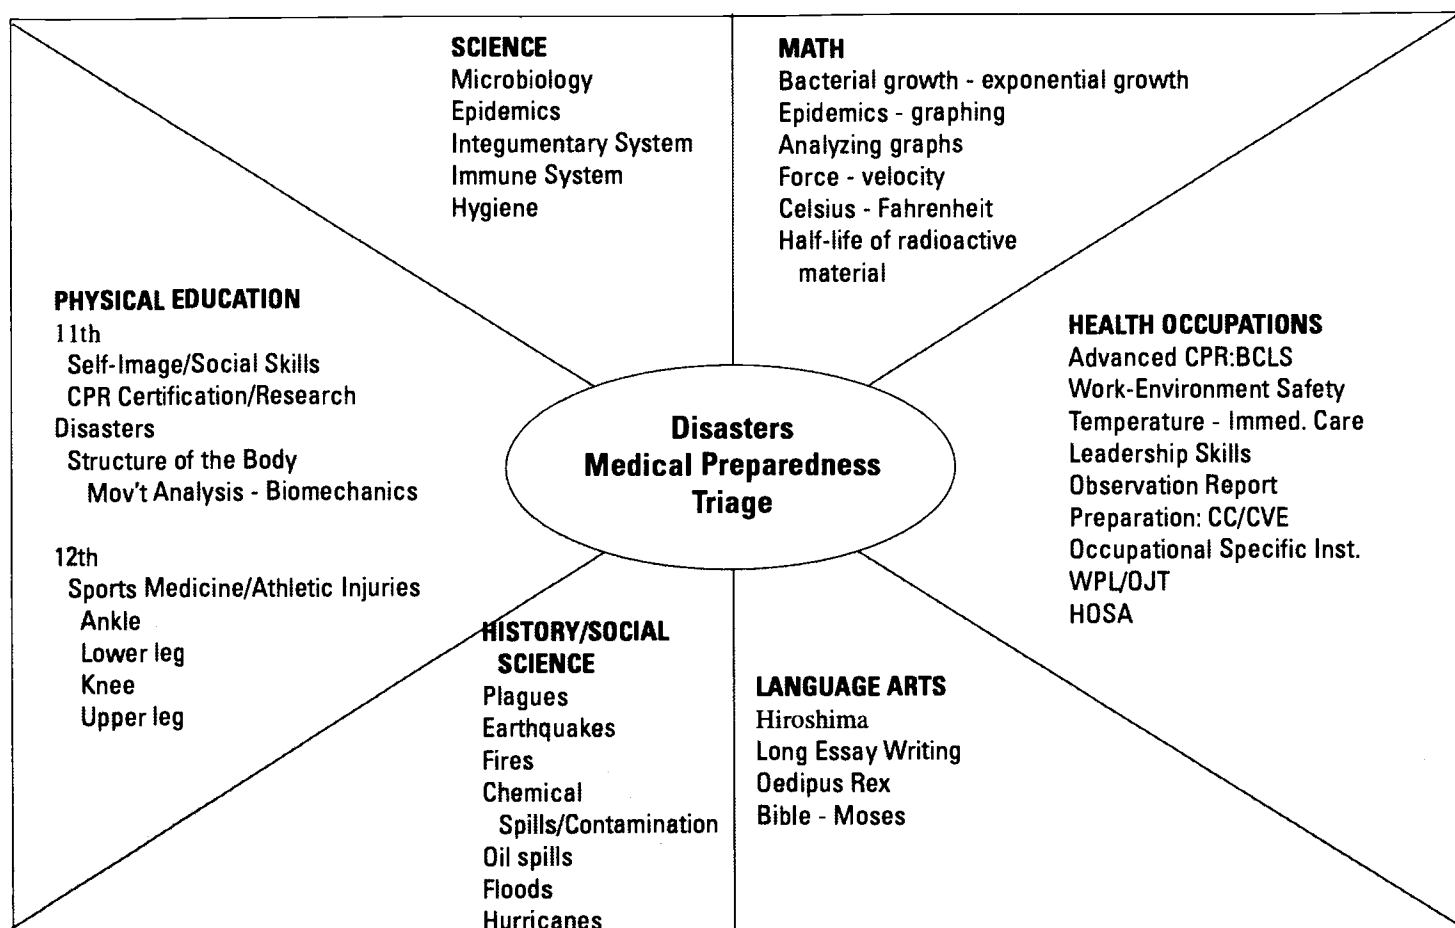 SCIENCE
Microbiology
Epidemics
Integumentary System
Immune System
Hygiene
MATH
Bacterial growth - exponential growth
Epidemics - graphing
Analyzing graphs
Force - velocity
Celsius - Fahrenheit
Half-life of radioactive
material
PHYSICAL EDUCATION
11th
Self-Image/Social Skills
CPR Certification/Research
Disasters
Structure of the Body
Mov't Analysis - Biomechanics
12th
Sports Medicine/Athletic Injuries
Ankle
Lower leg
Knee
Upper leg
Disasters
Medical Preparedness
Triage
HEALTH OCCUPATIONS
Advanced CPR:BCLS
Work-Environment Safety
Temperature - Immed. Care
Leadership Skills
Observation Report
Preparation: CC/CVE
Occupational Specific Inst.
WPL/OJT
HOSA
HISTORY/SOCIAL
SCIENCE
Plagues
Earthquakes
Fires
Chemical
Spills/Contamination
Oil spills
Floods
Hurricanes
LANGUAGE ARTS
Hiroshima
Long Essay Writing
Oedipus Rex
Bible - Moses